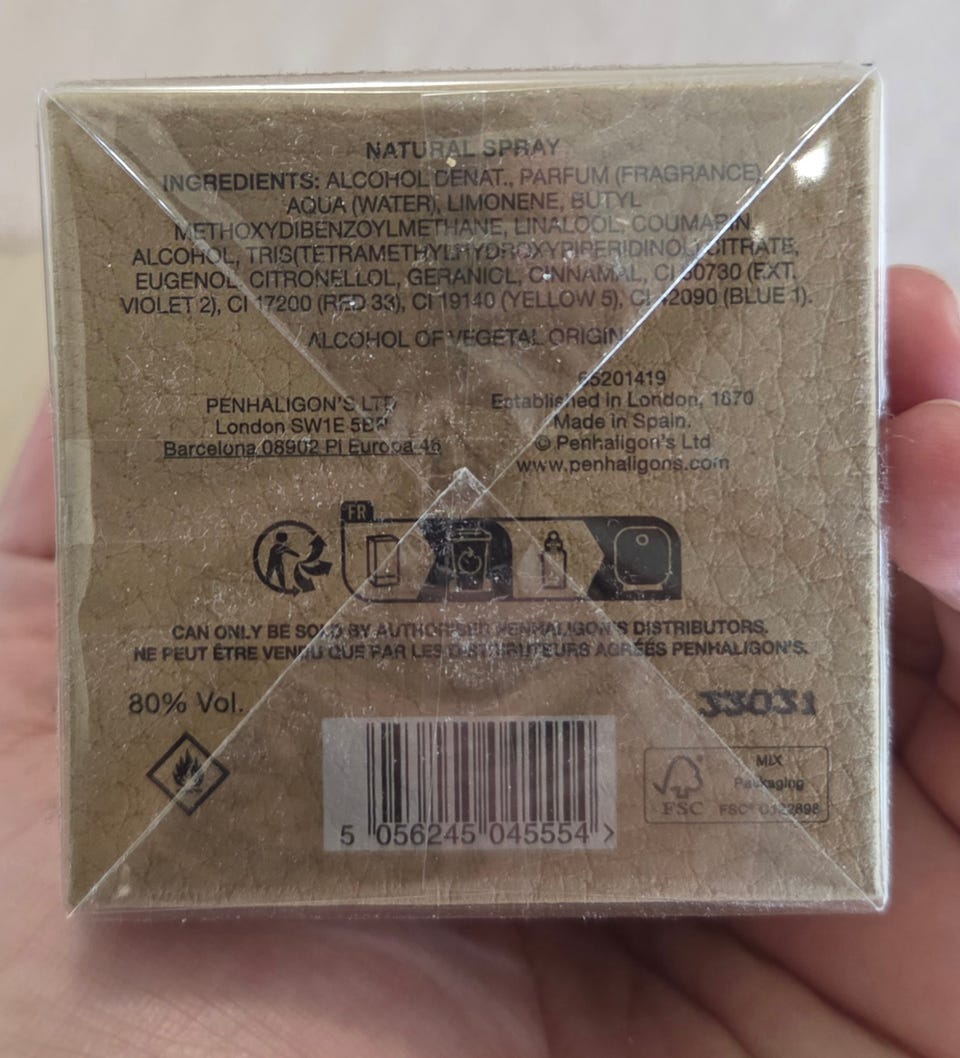 NATURAL SPRAY
INGREDIENTS: ALCOHOL DENAT., PARFUM (FRAGRANCE),
AQUA (WATER), LIMONENE, BUTYL
METHOXYDIBENZOYLMETHANE, LINALOOL, COUMARIN,
ALCOHOL, TRIS(TETRAMETHYLHYDROXYPIPERIDINOL) CITRATE,
EUGENOL, CITRONELLOL, GERANIOL, CINNAMAL, CI 60730 (EXT.
VIOLET 2), CI 17200 (RED 33), CI 19140 (YELLOW 5), CI 42090 (BLUE 1).
ALCOHOL OF VEGETAL ORIGIN
PENHALIGON'S LTD
London SW1E
Barcelona 08902 Pl Europa 46
65201419
Established in London, 1870
Made in Spain.
© Penhaligon's Ltd
www.penhaligons.com
FR
CAN ONLY BE SOLD BY AUTHORISED PENHALIGON'S DISTRIBUTORS.
NE PEUT ÊTRE VENDU QUE PAR LES DISTRIBUTEURS AGRÉÉS PENHALIGON'S.
80% Vol.
33031
5 056245 045554 >
MIX
Packaging
FSC
FSC® C122898